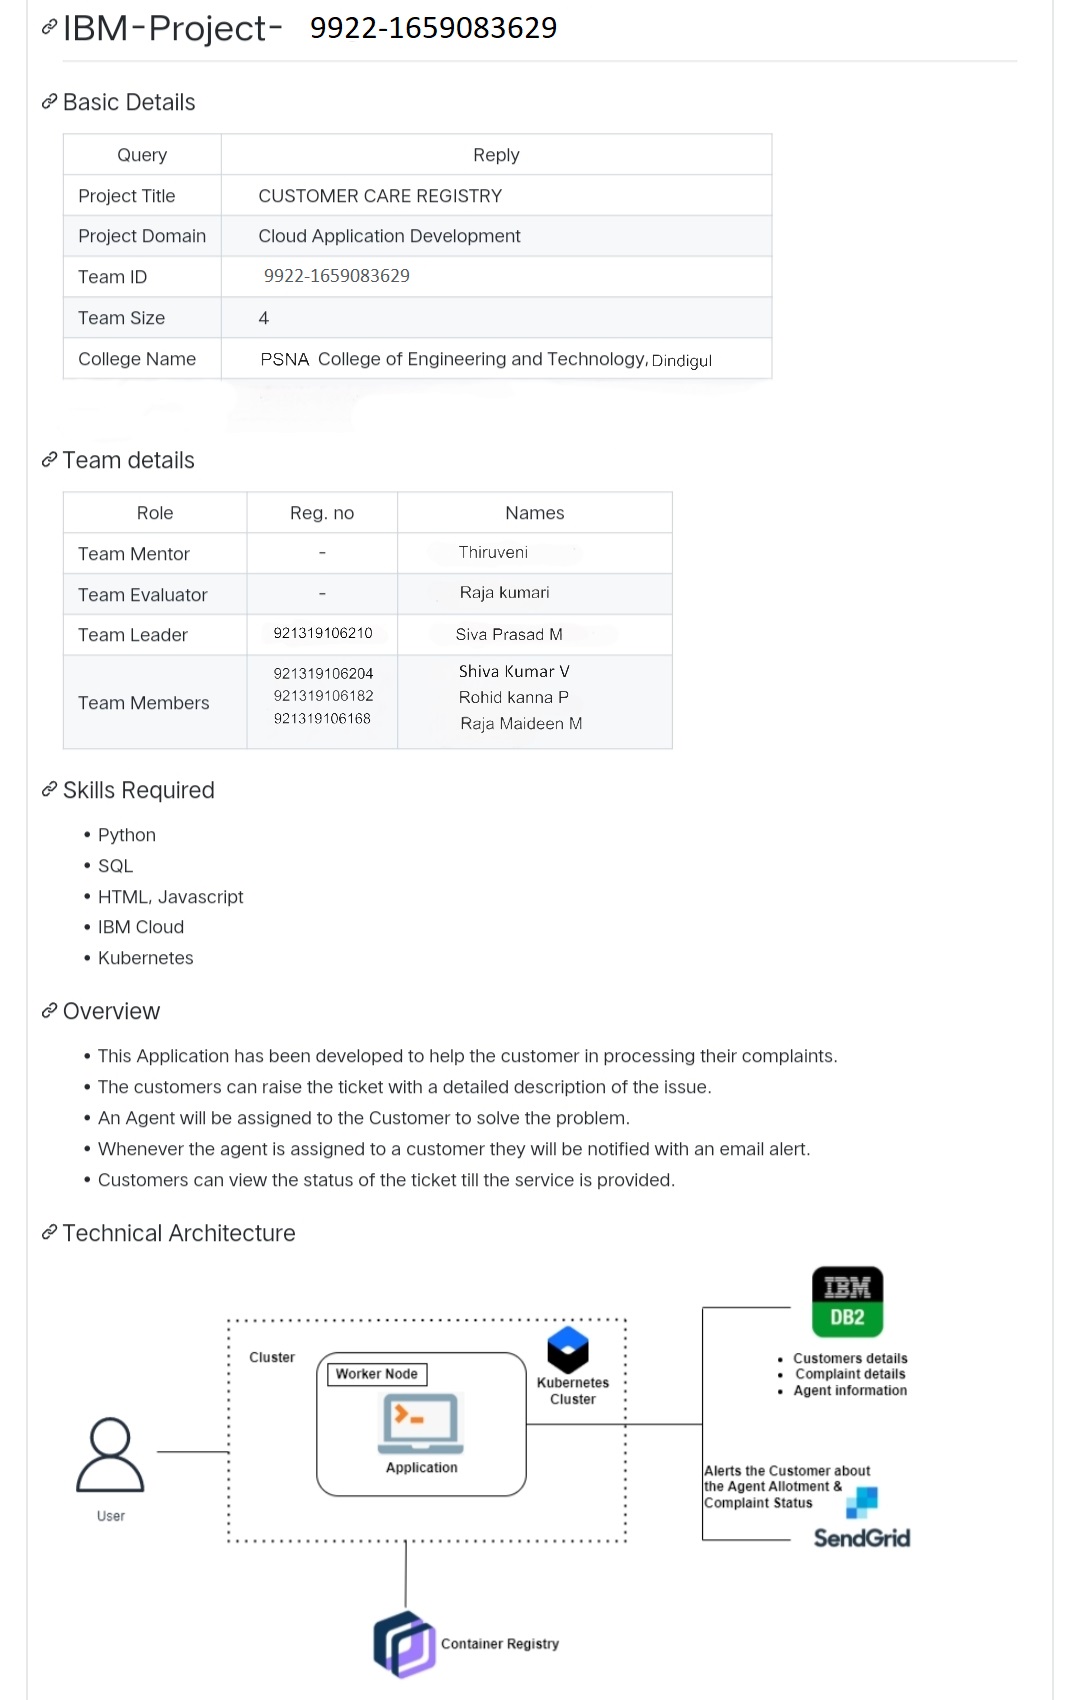 IBM-Project- 9922-1659083629
Basic Details
Query Reply
Project Title CUSTOMER CARE REGISTRY
Project Domain Cloud Application Development
Team ID 9922-1659083629
Team Size 4
College Name PSNA College of Engineering and Technology, Dindigul
Team details
Role Reg. no Names
Team Mentor - Thiruveni
Team Evaluator - Raja kumari
Team Leader 921319106210 Siva Prasad M
Team Members
921319106204 Shiva Kumar V
921319106182 Rohid kanna P
921319106168 Raja Maideen M
Skills Required
• Python
• SQL
• HTML, Javascript
• IBM Cloud
• Kubernetes
Overview
• This Application has been developed to help the customer in processing their complaints.
• The customers can raise the ticket with a detailed description of the issue.
• An Agent will be assigned to the Customer to solve the problem.
• Whenever the agent is assigned to a customer they will be notified with an email alert.
• Customers can view the status of the ticket till the service is provided.
Technical Architecture
User
Cluster
Worker Node
Application
Kubernetes
Cluster
IBM
DB2
• Customers details
• Complaint details
• Agent information
Alerts the Customer about
the Agent Allotment &
Complaint Status
SendGrid
Container Registry